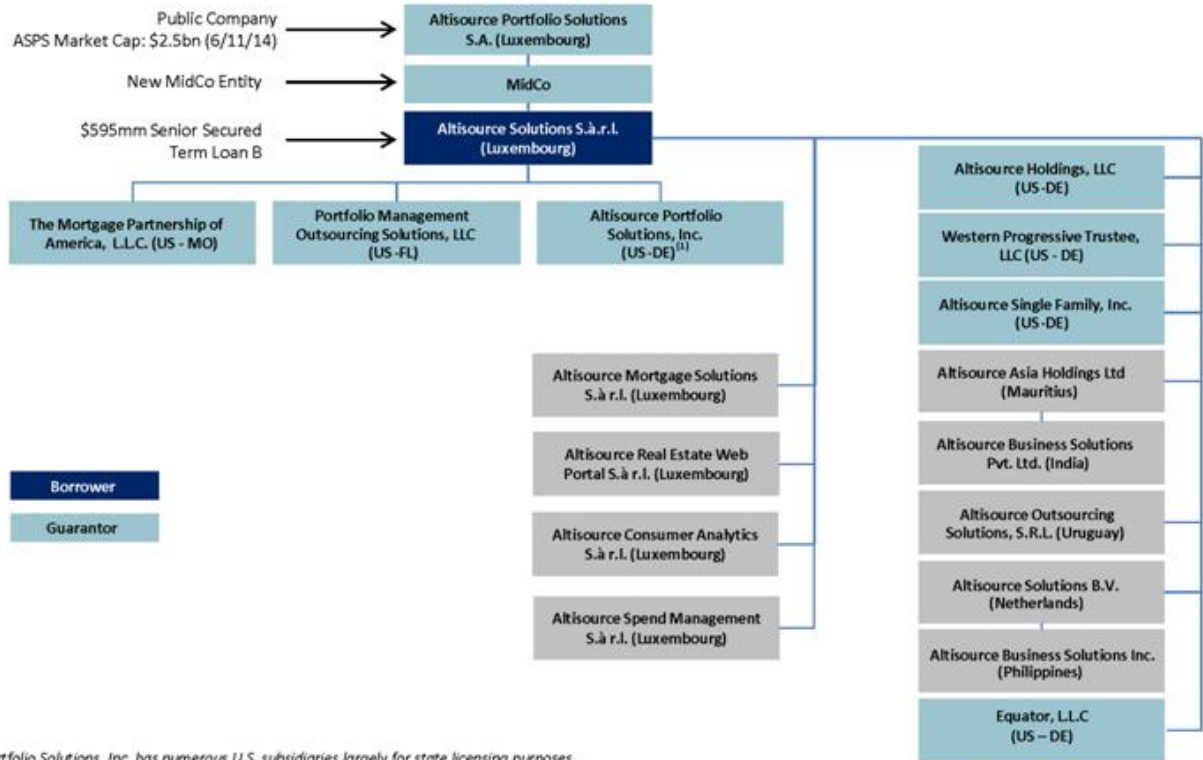 Public Company
ASPS Market Cap: $2.5bn (6/11/14)
Altisource Portfolio Solutions
S.A. (Luxembourg)
New MidCo Entity
MidCo
$595mm Senior Secured
Term Loan B
Altisource Solutions S.à.r.l.
(Luxembourg)
The Mortgage Partnership of
America, L.L.C. (US - MO)
Portfolio Management
Outsourcing Solutions, LLC
(US -FL)
Altisource Portfolio
Solutions, Inc.
(US-DE)(1)
Altisource Holdings, LLC
(US -DE)
Western Progressive Trustee,
LLC (US - DE)
Altisource Single Family, Inc.
(US -DE)
Altisource Asia Holdings Ltd
(Mauritius)
Altisource Business Solutions
Pvt. Ltd. (India)
Altisource Outsourcing
Solutions, S.R.L. (Uruguay)
Altisource Solutions B.V.
(Netherlands)
Altisource Business Solutions Inc.
(Philippines)
Equator, L.L.C
(US – DE)
Altisource Mortgage Solutions
S.à r.l. (Luxembourg)
Altisource Real Estate Web
Portal S.à r.l. (Luxembourg)
Altisource Consumer Analytics
S.à r.l. (Luxembourg)
Altisource Spend Management
S.à r.l. (Luxembourg)
Borrower
Guarantor
Solutions, Inc. has numerous U.S. subsidiaries largely for state licensing purposes